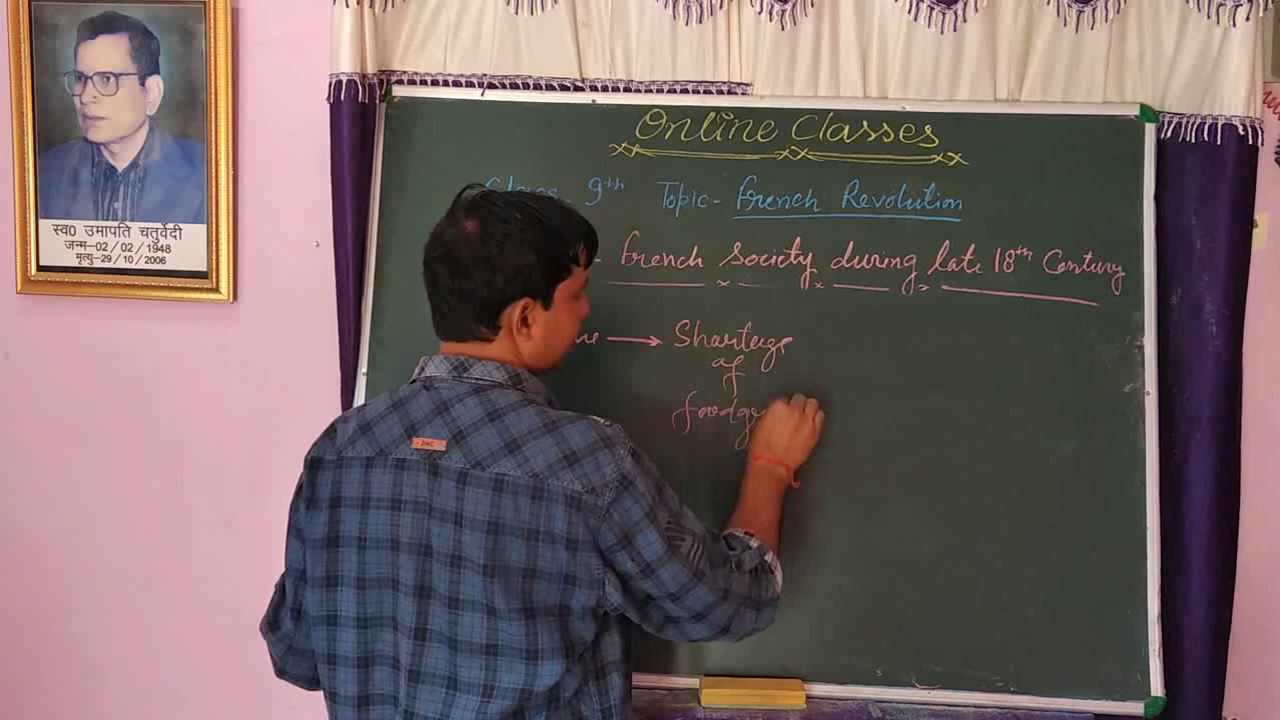 स्व0 उमापति चतुर्वेदी
जन्म-02/02/1948
मृत्यु-29/10/2006
Online Classes
Class 9th Topic- French Revolution
French Society during late 18th Century
Shortage
of